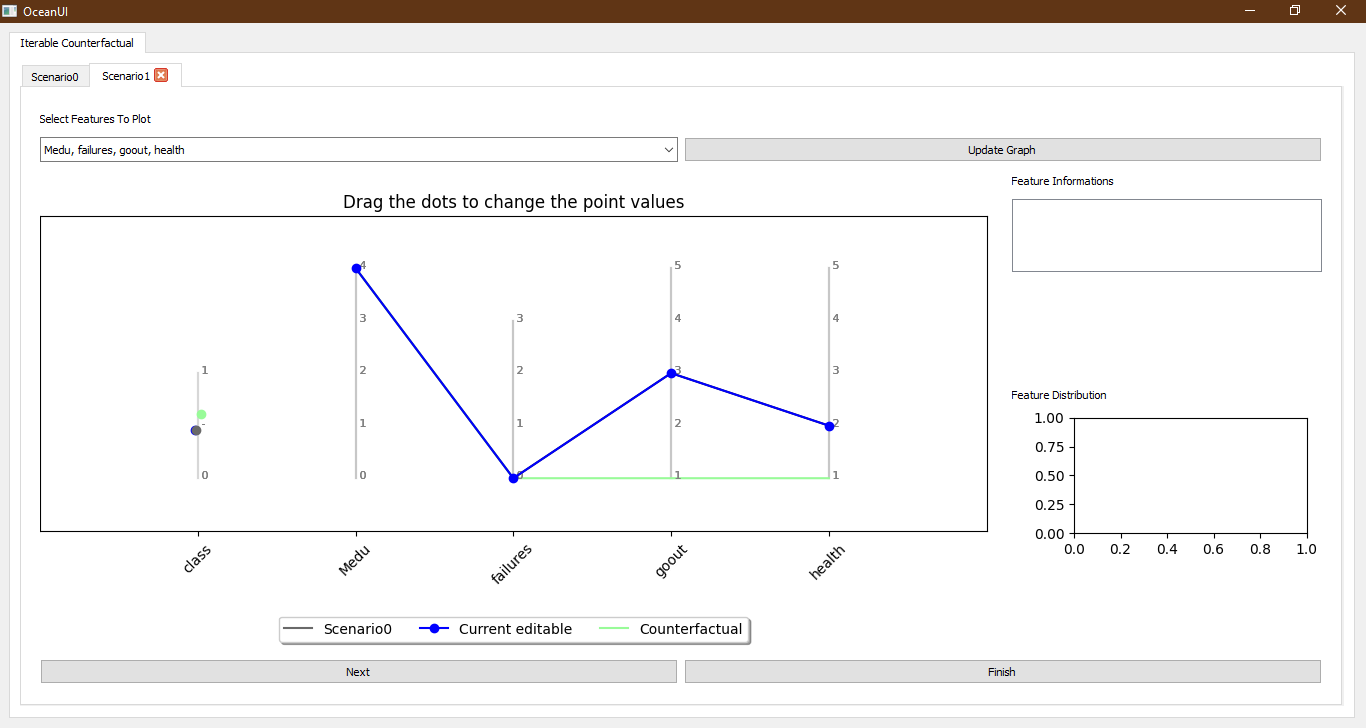 OceanUI
Iterable Counterfactual
Scenario0 Scenario1
Select Features To Plot
Medu, failures, goout, health Update Graph
Feature Informations
Drag the dots to change the point values
4 5 5
3 3 4 4
1 2 2 3 3
- 1 1 2 2
0 0 0 1 1
class Medu failures goout health
Feature Distribution
1.00
0.75
0.50
0.25
0.00
0.0 0.2 0.4 0.6 0.8 1.0
Scenario0 Current editable Counterfactual
Next Finish